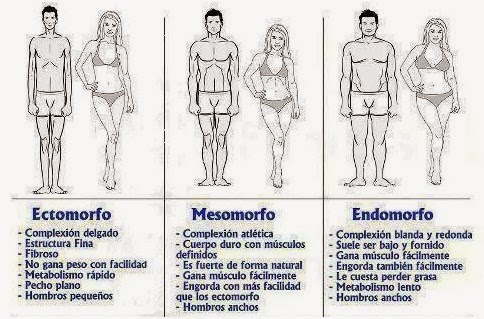 Ectomorfo
- Complexión delgado
- Estructura Fina
- Fibroso
- No gana peso con facilidad
- Metabolismo rápido
- Pecho plano
- Hombros pequeños
Mesomorfo
- Complexión atlética
- Cuerpo duro con músculos
definidos
- Es fuerte de forma natural
- Gana músculo fácilmente
- Engorda con más facilidad
que los ectomorfo
- Hombros anchos
Endomorfo
- Complexión blanda y redonda
- Suele ser bajo y fornido
- Gana músculo fácilmente
- Engorda también fácilmente
- Le cuesta perder grasa
- Metabolismo lento
- Hombros anchos